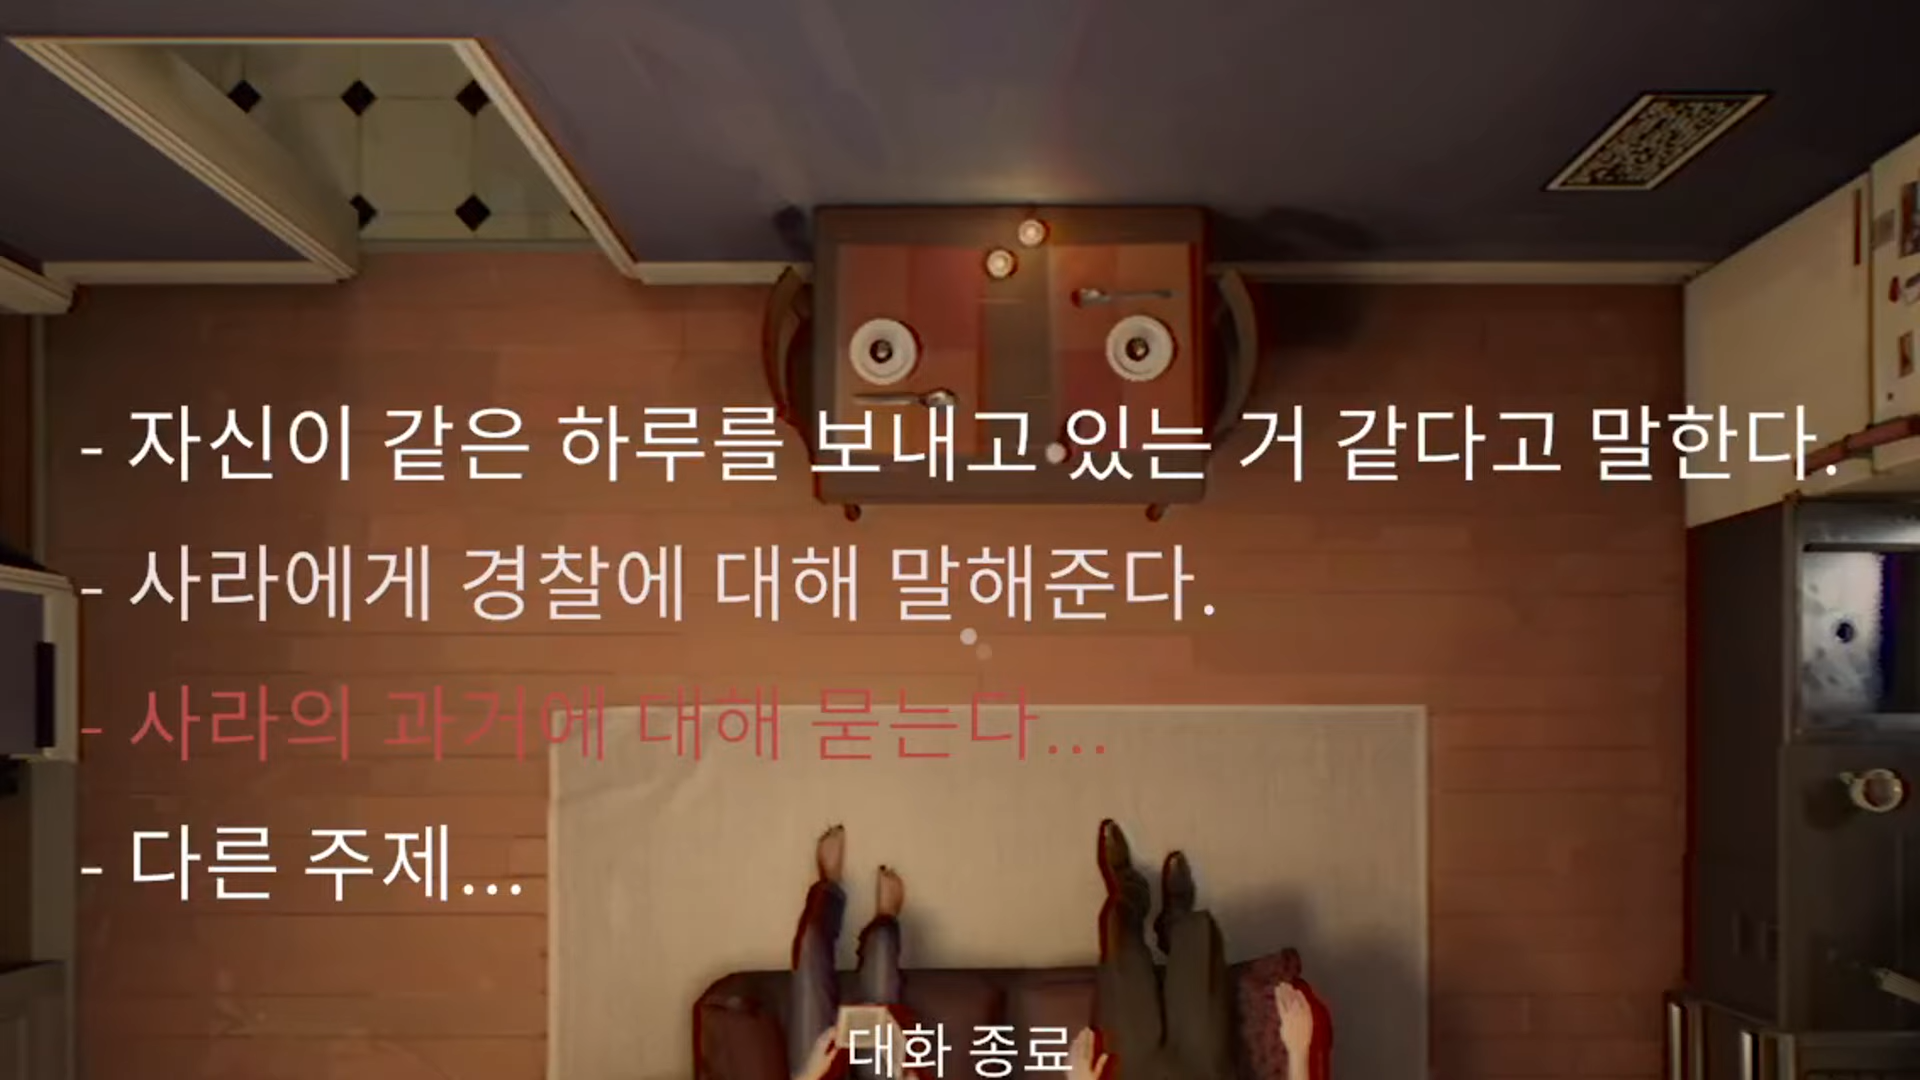 - 자신이 같은 하루를 보내고 있는 거 같다고 말한다.
- 사라에게 경찰에 대해 말해준다.
- 사라의 과거에 대해 묻는다...
- 다른 주제...
대화 종료